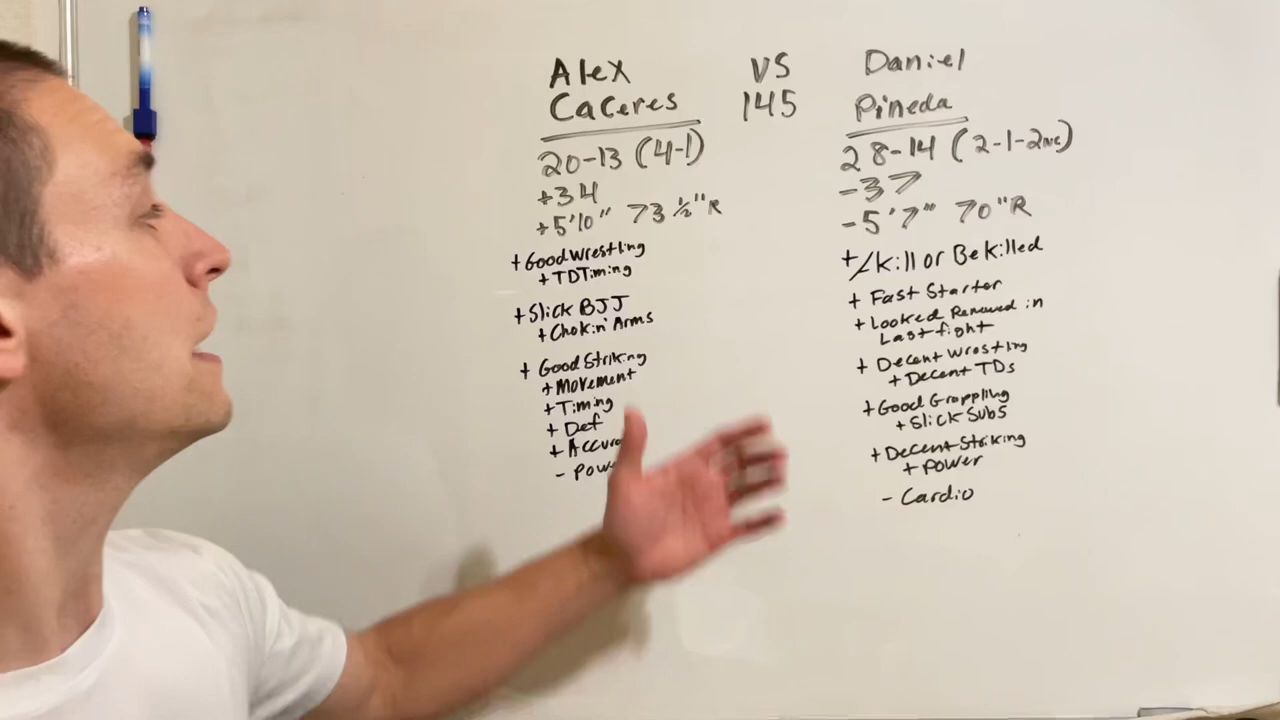 Alex
Caceres
VS
145
Daniel
Pineda
20-13 (4-1)
+34
+5'10" 73 ½"R
+Good Wrestling
+TD Timing
+Slick BJJ
+Chokin' Arms
+Good Striking
+Movement
+Timing
+Def
-
28-14 (2-1-2NC)
-37
-5'7" 70"R
+/Kill or Be killed
+ Fast Starter
+Looked Renewed in
Last fight
+ Decent Wrestling
+Decent TDs
+Good Grappling
+Slick Subs
+Decent Striking
+power
- Cardio